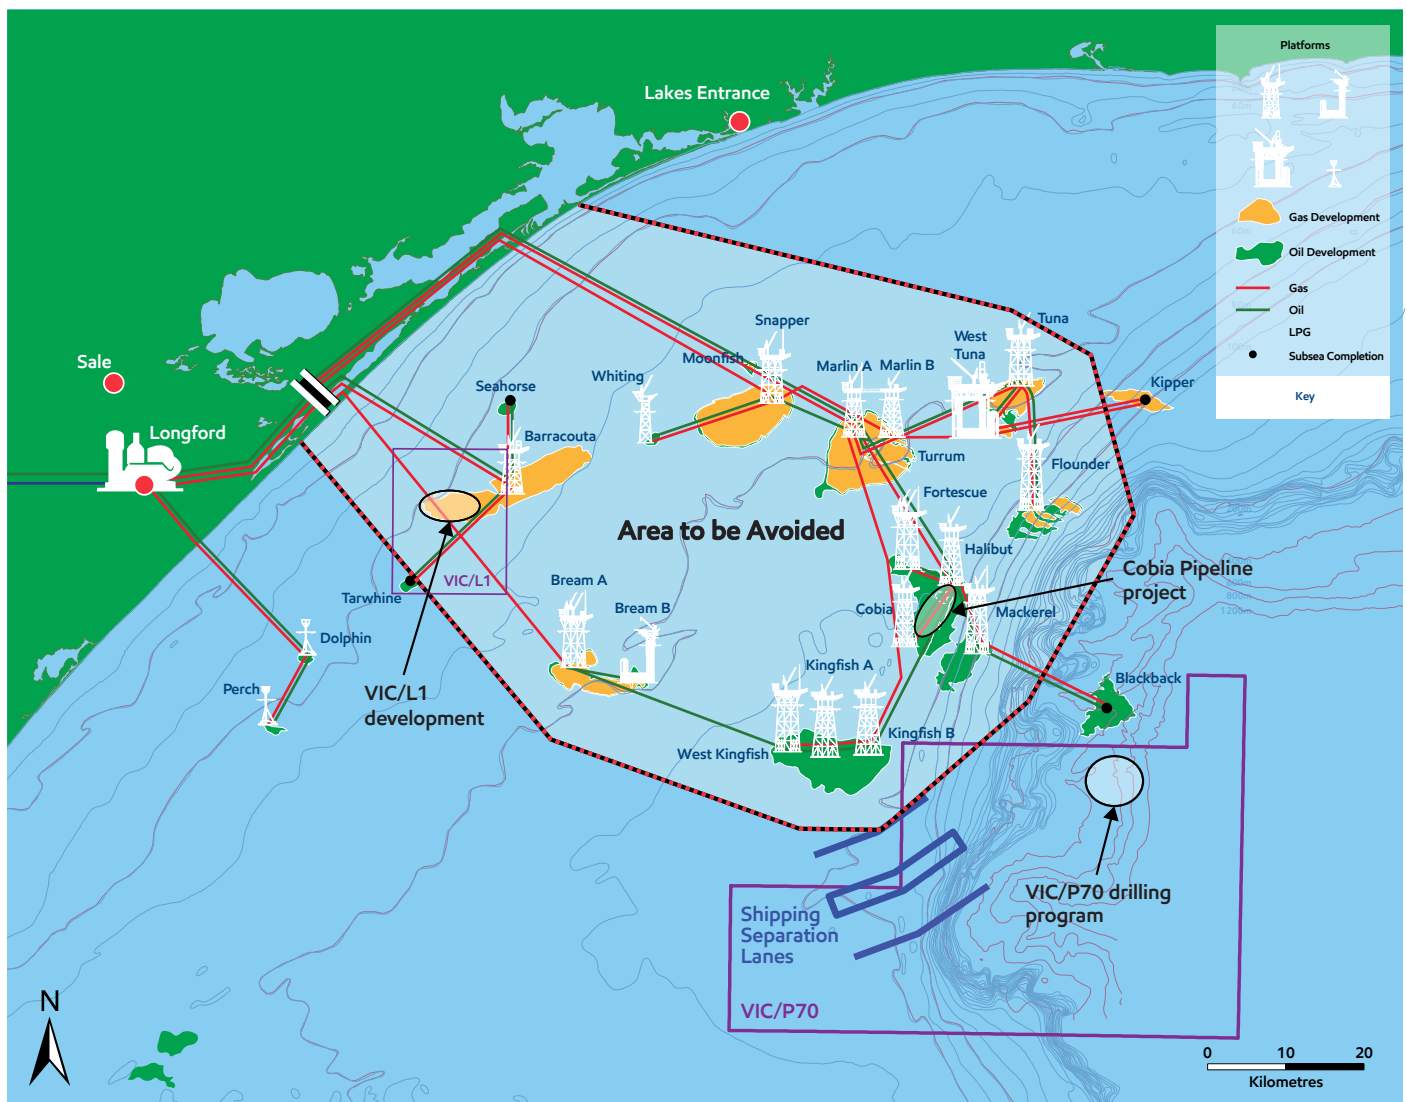 Platforms
Gas Development
Oil Development
Gas
Oil
LPG
Subsea Completion
Key
Lakes Entrance
Sale
Longford
Snapper
Moonfish
Whiting
Seahorse
Barracouta
Marlin A
Marlin B
West
Tuna
Tuna
Kipper
Turrum
Flounder
Fortescue
Area to be Avoided
Halibut
Cobia Pipeline
project
VIC/L1
Tarwhine
Bream A
Bream B
Cobia
Mackerel
Dolphin
Perch
VIC/L1
development
Kingfish A
Blackback
West Kingfish
Kingfish B
VIC/P70 drilling
program
Shipping
Separation
Lanes
VIC/P70
N
0 10 20
Kilometres
800m
1200m